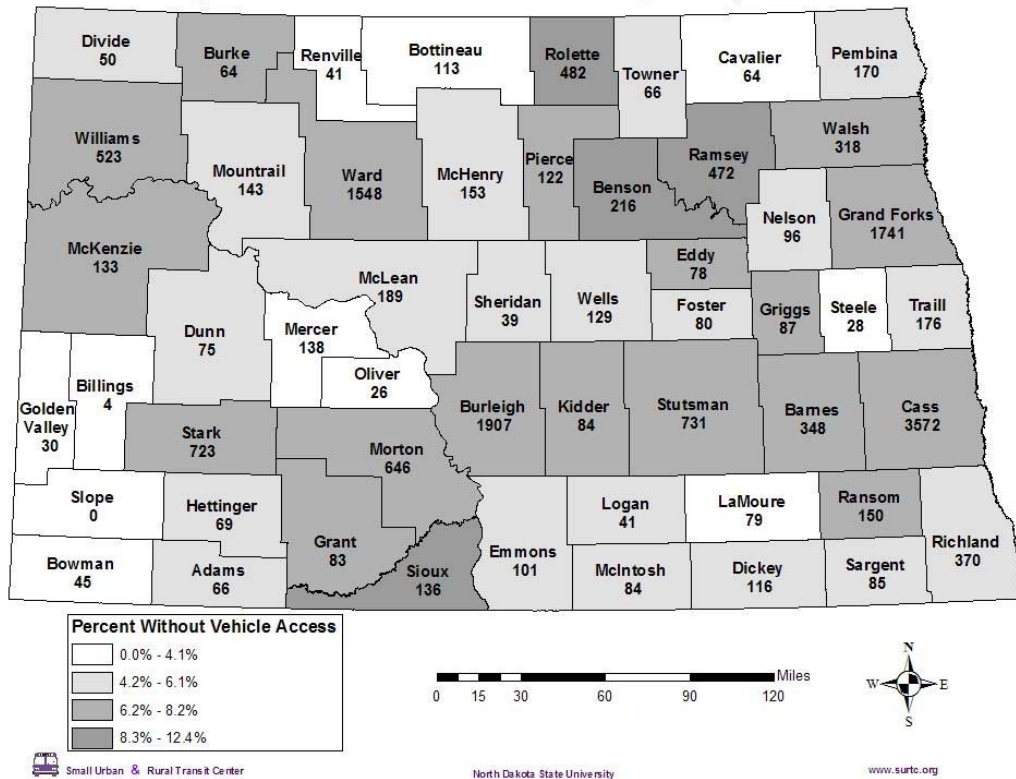 Divide
50
Burke
64
Renville
41
Bottineau
113
Rolette
482
Towner
66
Cavalier
64
Pembina
170
Williams
523
Mountrail
143
Ward
1548
McHenry
153
Pierce
122
Benson
216
Ramsey
472
Walsh
318
Nelson
96
Grand Forks
1741
McKenzie
133
McLean
189
Sheridan
39
Wells
129
Eddy
78
Foster
80
Griggs
87
Steele
28
Traill
176
Dunn
75
Mercer
138
Oliver
26
Golden
Valley
30
Billings
4
Stark
723
Morton
646
Burleigh
1907
Kidder
84
Stutsman
731
Barnes
348
Cass
3572
Slope
0
Hettinger
69
Grant
83
Logan
41
LaMoure
79
Ransom
150
Richland
370
Bowman
45
Adams
66
Sioux
136
Emmons
101
McIntosh
84
Dickey
116
Sargent
85
Percent Without Vehicle Access
0.0% - 4.1%
4.2% - 6.1%
6.2% - 8.2%
8.3% - 12.4%
Miles
0 15 30 60 90 120
N
W E
S
Small Urban & Rural Transit Center
North Dakota State University
www.surtc.org